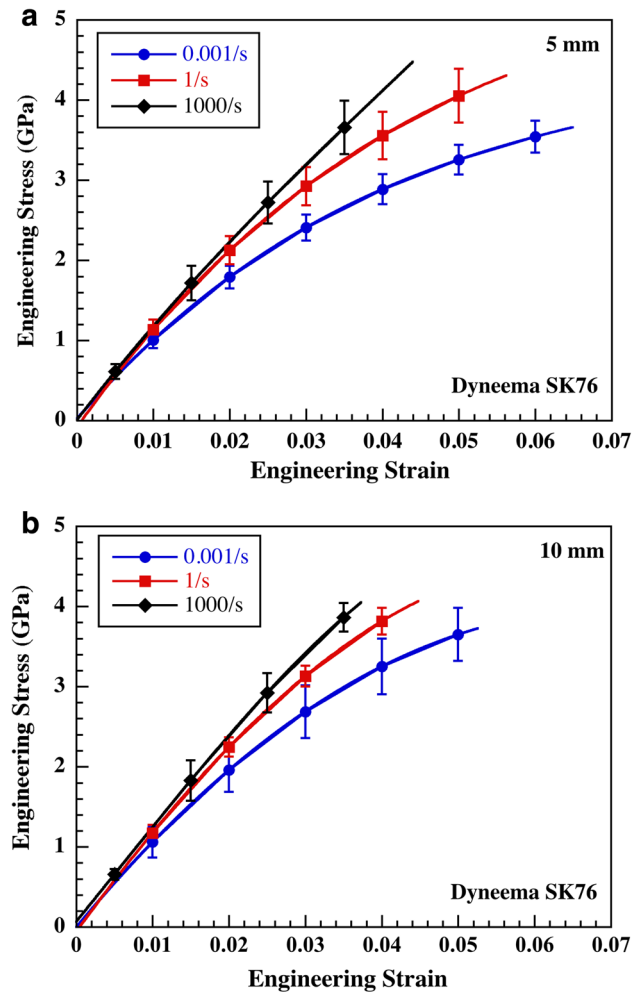 a
5
4
3
2
1
0
Engineering Stress (GPa)
0.001/s
1/s
1000/s
5 mm
Dyneema SK76
0 0.01 0.02 0.03 0.04 0.05 0.06 0.07
Engineering Strain
b
5
4
3
2
1
0
Engineering Stress (GPa)
0.001/s
1/s
1000/s
10 mm
Dyneema SK76
0 0.01 0.02 0.03 0.04 0.05 0.06 0.07
Engineering Strain